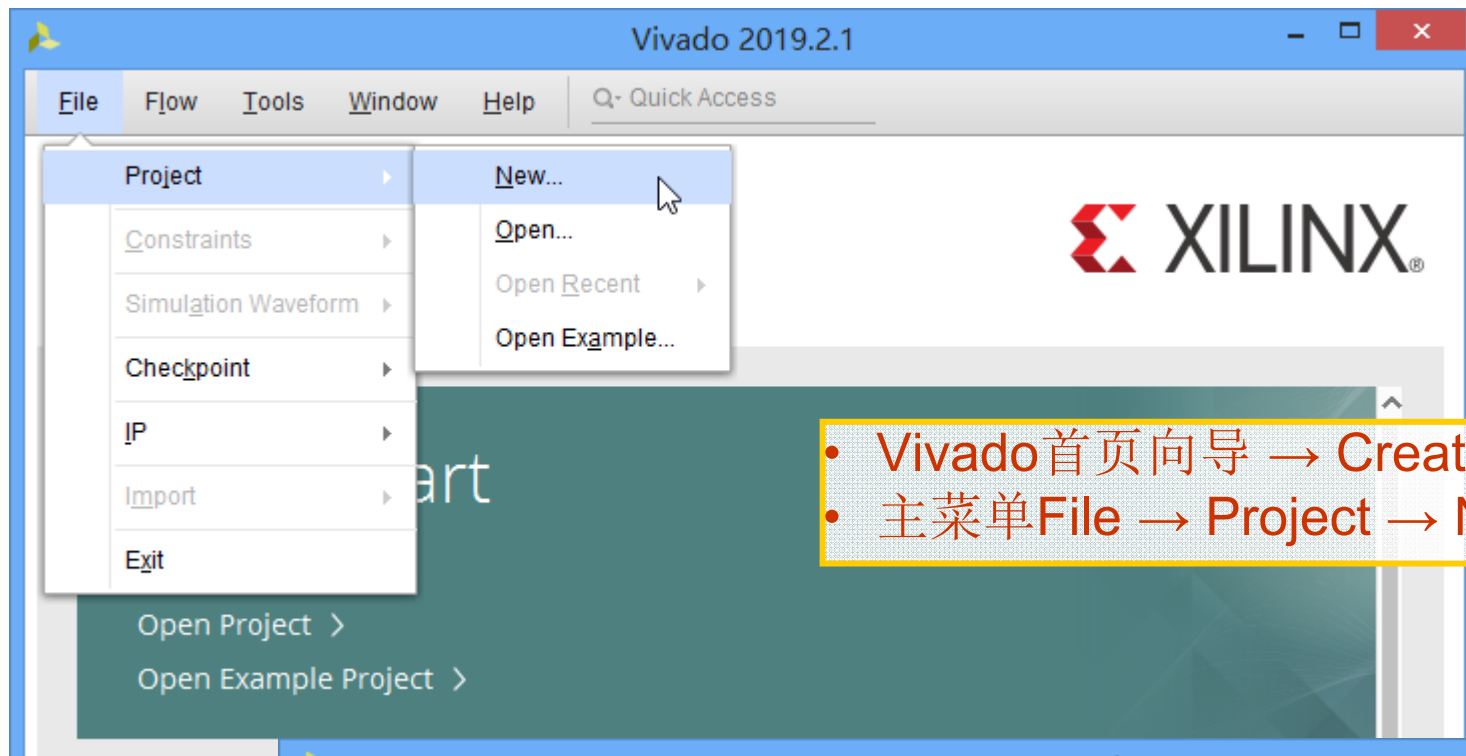 Vivado 2019.2.1
File Flow Tools Window Help Quick Access
Project
Constraints
Simulation Waveform
Checkpoint
IP
Import
Exit
New...
Open...
Open Recent
Open Example...
XILINX®
art
• Vivado首页向导 → Creat
• 主菜单File → Project →
Open Project >
Open Example Project >